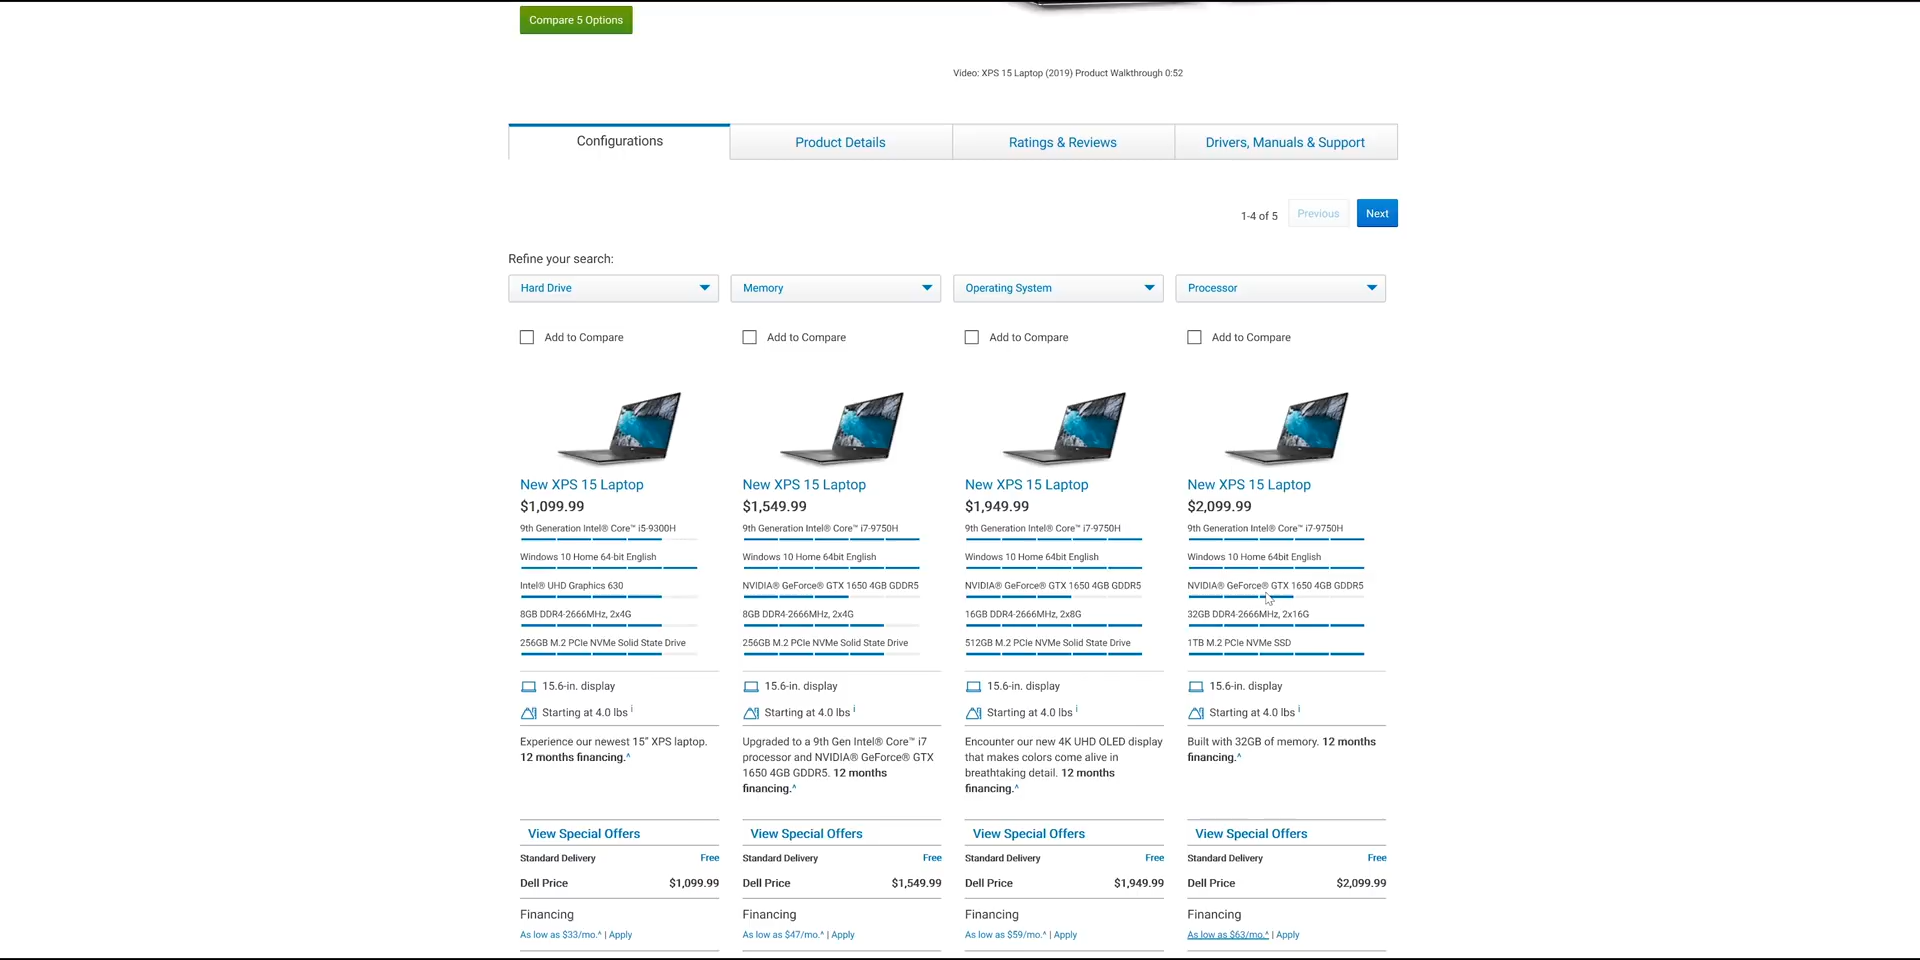 Compare 5 Options
Video: XPS 15 Laptop (2019) Product Walkthrough 0:52
Configurations
Product Details
Ratings & Reviews
Drivers, Manuals & Support
1-4 of 5
Previous
Next
Refine your search:
Hard Drive
Memory
Operating System
Processor
Add to Compare
Add to Compare
Add to Compare
Add to Compare
New XPS 15 Laptop
$1,099.99
9th Generation Intel® Core™ i5-9300H
Windows 10 Home 64-bit English
Intel® UHD Graphics 630
8GB DDR4-2666MHz, 2x4G
256GB M.2 PCIe NVMe Solid State Drive
15.6-in. display
Starting at 4.0 lbs i
Experience our newest 15” XPS laptop.
12 months financing.^
View Special Offers
Standard Delivery Free
Dell Price $1,099.99
Financing
As low as $33/mo.^ | Apply
New XPS 15 Laptop
$1,549.99
9th Generation Intel® Core™ i7-9750H
Windows 10 Home 64bit English
NVIDIA® GeForce® GTX 1650 4GB GDDR5
8GB DDR4-2666MHz, 2x4G
256GB M.2 PCIe NVMe Solid State Drive
15.6-in. display
Starting at 4.0 lbs i
Upgraded to a 9th Gen Intel® Core™ i7
processor and NVIDIA® GeForce® GTX
1650 4GB GDDR5. 12 months
financing.^
View Special Offers
Standard Delivery Free
Dell Price $1,549.99
Financing
As low as $47/mo.^ | Apply
New XPS 15 Laptop
$1,949.99
9th Generation Intel® Core™ i7-9750H
Windows 10 Home 64bit English
NVIDIA® GeForce® GTX 1650 4GB GDDR5
16GB DDR4-2666MHz, 2x8G
512GB M.2 PCIe NVMe Solid State Drive
15.6-in. display
Starting at 4.0 lbs i
Encounter our new 4K UHD OLED display
that makes colors come alive in
breathtaking detail. 12 months
financing.^
View Special Offers
Standard Delivery Free
Dell Price $1,949.99
Financing
As low as $59/mo.^ | Apply
New XPS 15 Laptop
$2,099.99
9th Generation Intel® Core™ i7-9750H
Windows 10 Home 64bit English
NVIDIA® GeForce® GTX 1650 4GB GDDR5
32GB DDR4-2666MHz, 2x16G
1TB M.2 PCIe NVMe SSD
15.6-in. display
Starting at 4.0 lbs i
Built with 32GB of memory. 12 months
financing.^
View Special Offers
Standard Delivery Free
Dell Price $2,099.99
Financing
As low as $63/mo.^ | Apply